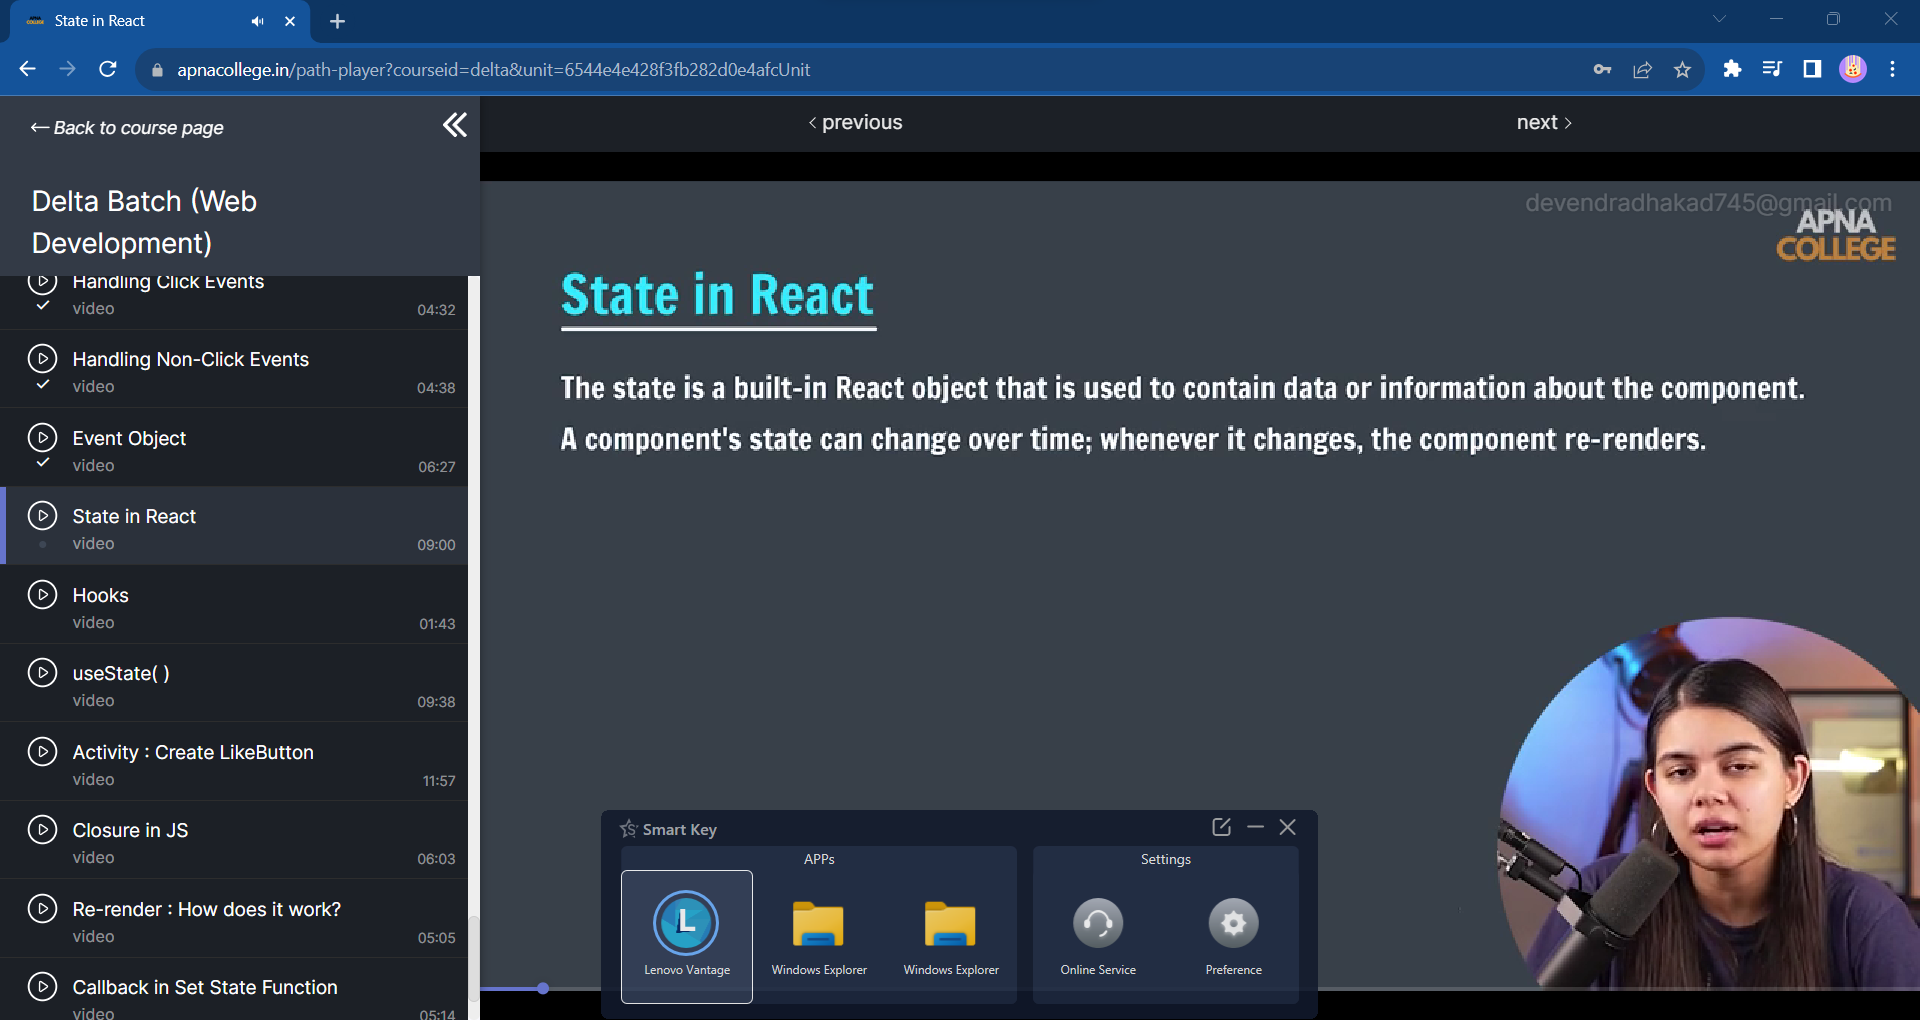 State in React
apnacollege.in/path-player?courseid=delta&unit=6544e4e428f3fb282d0e4afcUnit
← Back to course page
‹ previous
next ›
Delta Batch (Web
Development)
Handling Click Events
video 04:32
Handling Non-Click Events
video 04:38
Event Object
video 06:27
State in React
video 09:00
Hooks
video 01:43
useState( )
video 09:38
Activity : Create LikeButton
video 11:57
Closure in JS
video 06:03
Re-render : How does it work?
video 05:05
Callback in Set State Function
video 05:14
devendradhakad745@gmail.com
APNA
COLLEGE
State in React
The state is a built-in React object that is used to contain data or information about the component.
A component's state can change over time; whenever it changes, the component re-renders.
Smart Key
APPs
Settings
L
Lenovo Vantage
Windows Explorer
Windows Explorer
Online Service
Preference